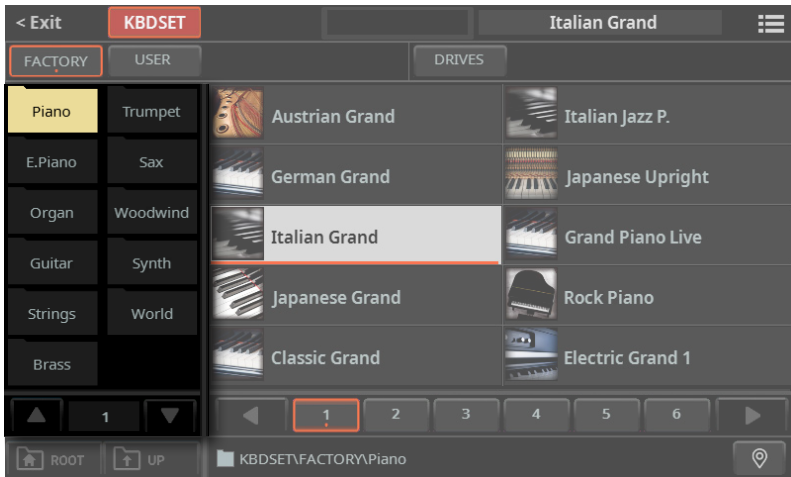 < Exit KBDSET Italian Grand
FACTORY USER DRIVES
Piano Trumpet Austrian Grand Italian Jazz P.
E.Piano Sax German Grand Japanese Upright
Organ Woodwind Italian Grand Grand Piano Live
Guitar Synth Japanese Grand Rock Piano
Strings World Classic Grand Electric Grand 1
Brass
1 1 2 3 4 5 6
ROOT UP KBDSET\FACTORY\Piano